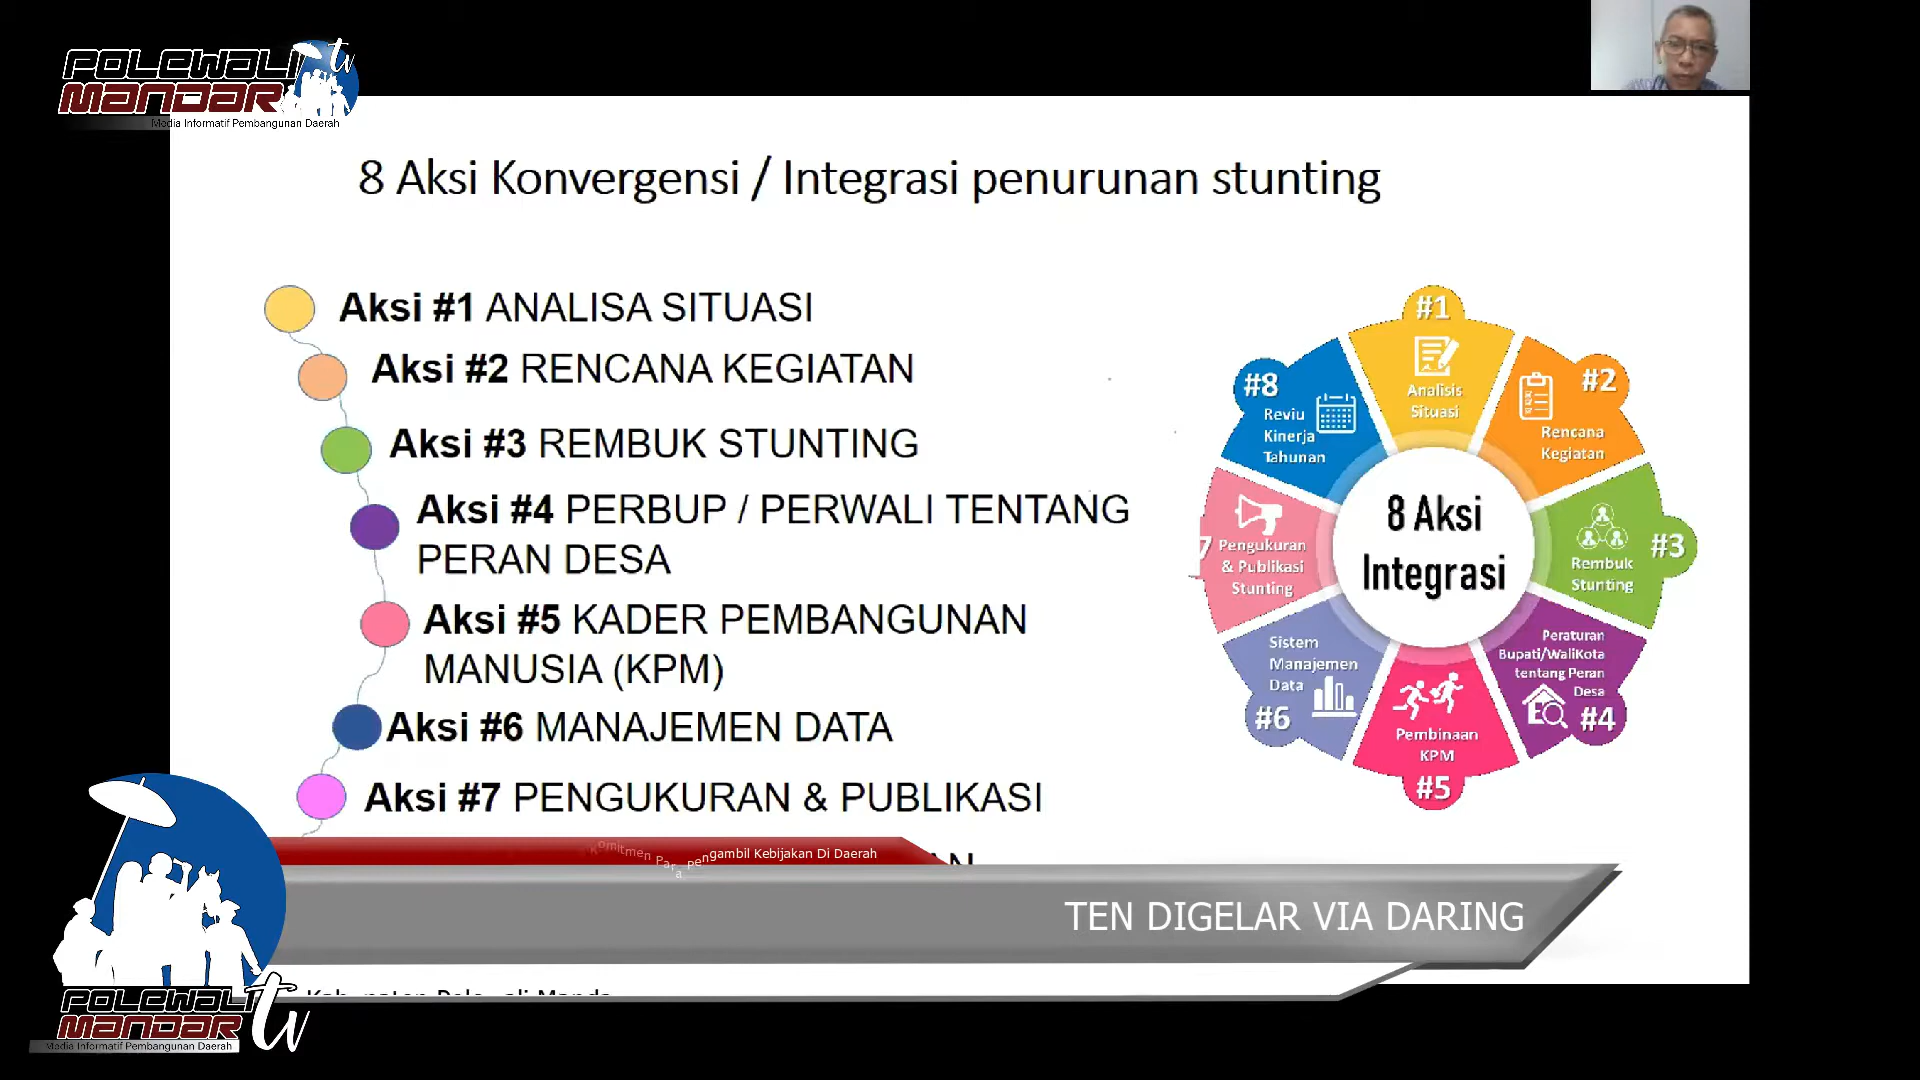 POLEWALI tv
MANDAR
Media Informatif Pembangunan Daerah
8 Aksi Konvergensi / Integrasi penurunan stunting
Aksi #1 ANALISA SITUASI
Aksi #2 RENCANA KEGIATAN
Aksi #3 REMBUK STUNTING
Aksi #4 PERBUP / PERWALI TENTANG
PERAN DESA
Aksi #5 KADER PEMBANGUNAN
MANUSIA (KPM)
Aksi #6 MANAJEMEN DATA
Aksi #7 PENGUKURAN & PUBLIKASI
#1
Analisis
Situasi
#2
Rencana
Kegiatan
#3
Rembuk
Stunting
Peraturan
Bupati/WaliKota
tentang Peran
Desa
#4
Pembinaan
KPM
#5
Sistem
Manajemen
Data
#6
7
Pengukuran
& Publikasi
Stunting
#8
Reviu
Kinerja
Tahunan
8 Aksi
Integrasi
Komitmen Para Pengambil Kebijakan Di Daerah
TEN DIGELAR VIA DARING
POLEWALI
MANDAR tv
Media Informatif Pembangunan Daerah